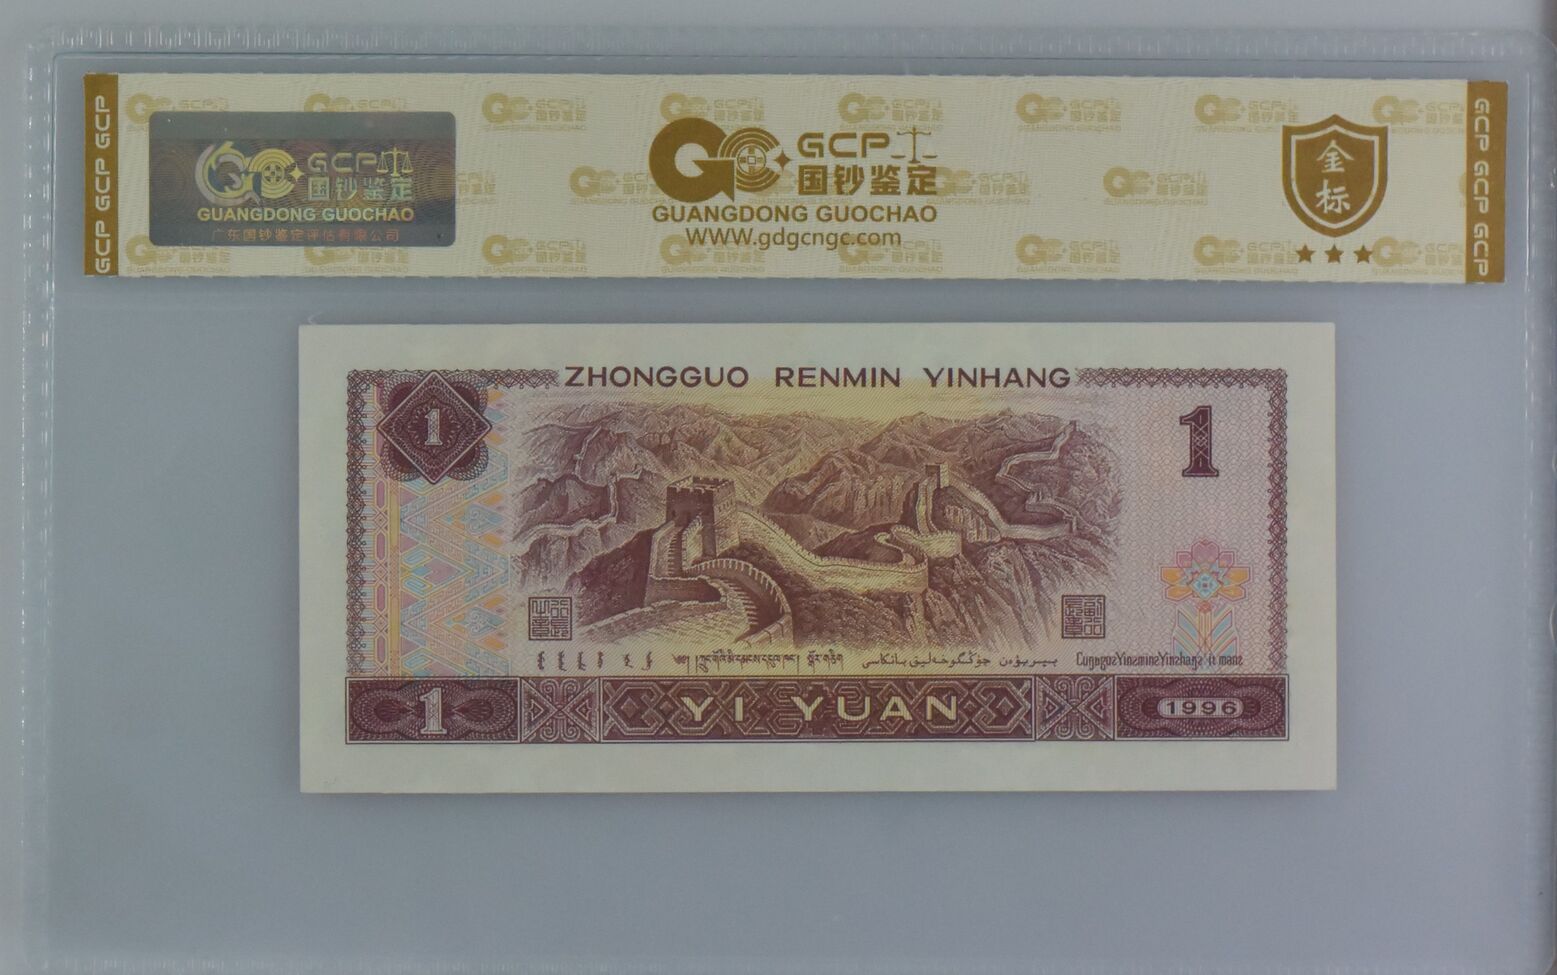 GCP GCP GCP
GCP
国钞鉴定
GUANGDONG GUOCHAO
广东国钞鉴定评估有限公司
GCP
国钞鉴定
GUANGDONG GUOCHAO
WWW.gdgcngc.com
金
标
GCP GCP GCP
ZHONGGUO RENMIN YINHANG
1
1
1
YI YUAN
1996